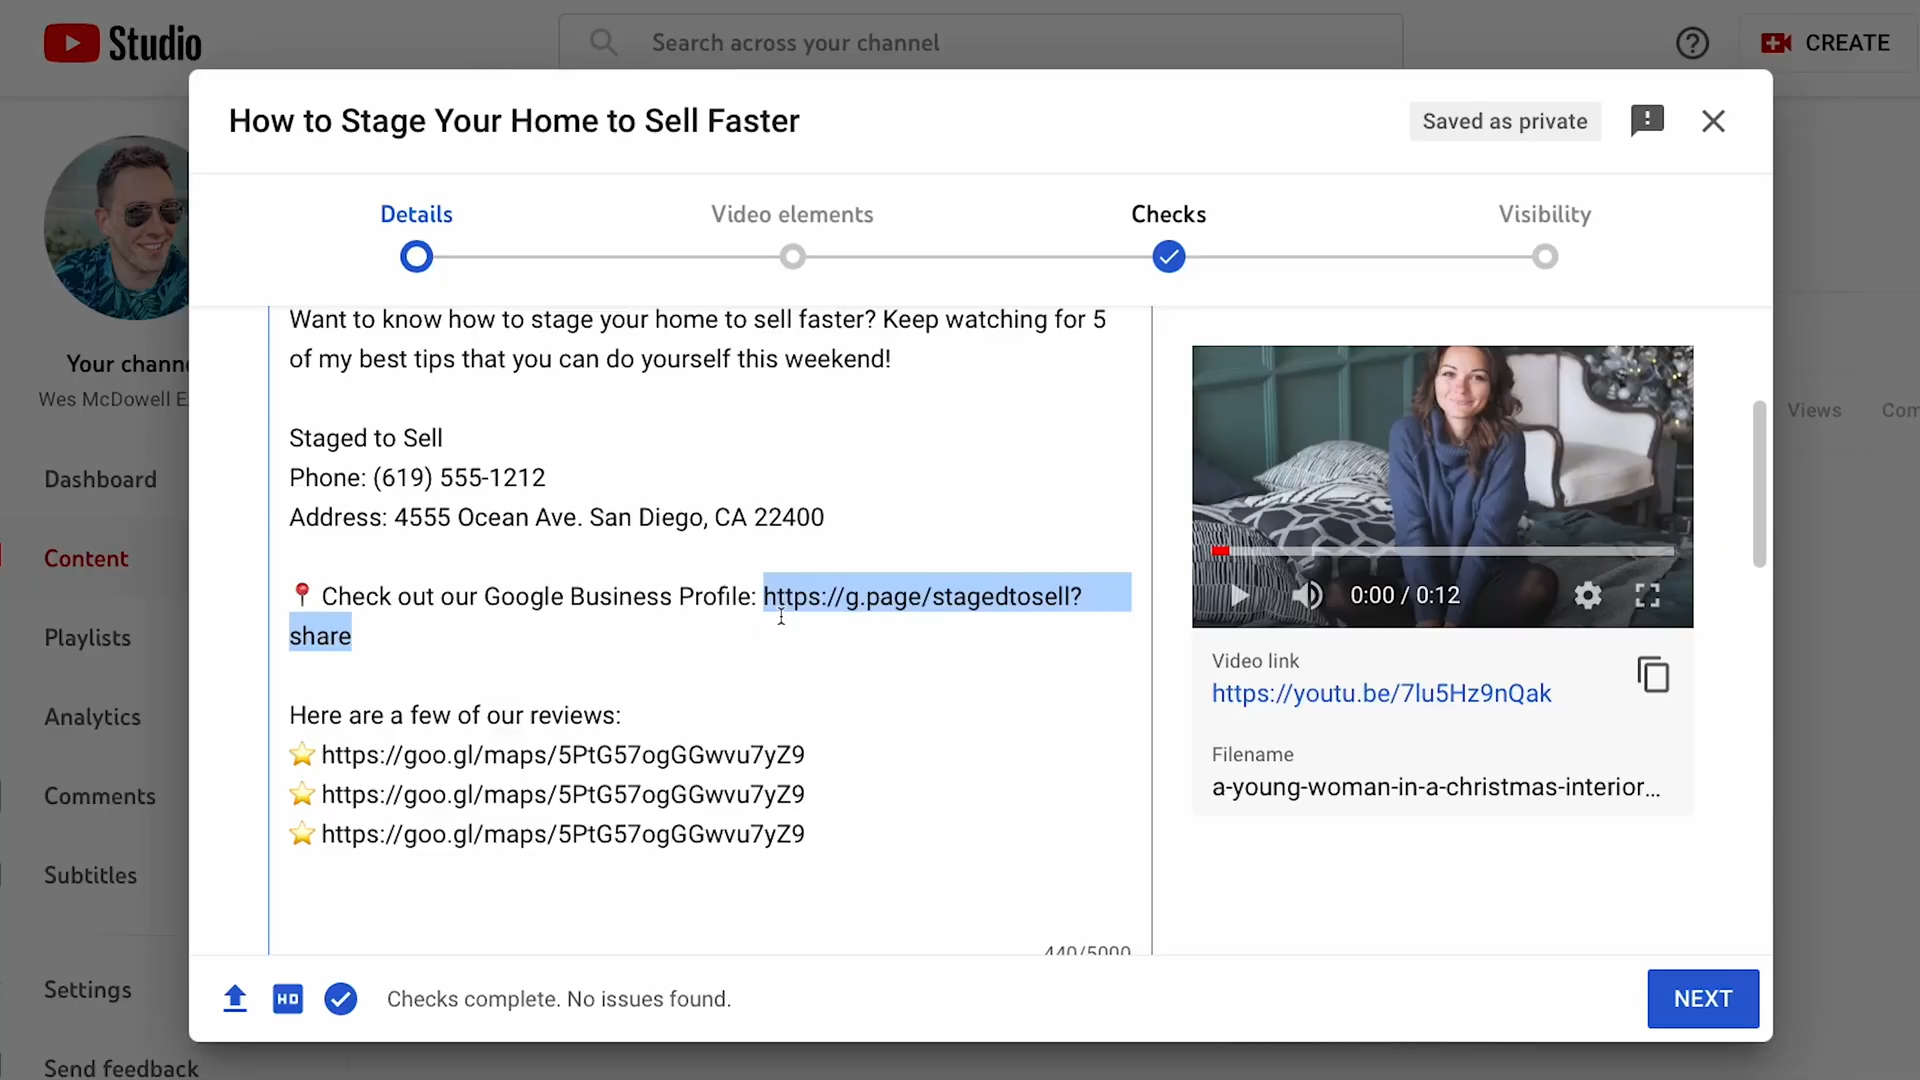 Studio
Search across your channel
CREATE
How to Stage Your Home to Sell Faster
Saved as private
Details
Video elements
Checks
Visibility
Your chann
Wes McDowell E
Dashboard
Content
Playlists
Analytics
Comments
Subtitles
Settings
Send feedback
Want to know how to stage your home to sell faster? Keep watching for 5
of my best tips that you can do yourself this weekend!
Staged to Sell
Phone: (619) 555-1212
Address: 4555 Ocean Ave. San Diego, CA 22400
📍 Check out our Google Business Profile: https://g.page/stagedtosell?
share
Here are a few of our reviews:
⭐ https://goo.gl/maps/5PtG57ogGGwvu7yZ9
⭐ https://goo.gl/maps/5PtG57ogGGwvu7yZ9
⭐ https://goo.gl/maps/5PtG57ogGGwvu7yZ9
440/5000
0:00 / 0:12
Video link
https://youtu.be/7lu5Hz9nQak
Filename
a-young-woman-in-a-christmas-interior...
Views
Com
HD
Checks complete. No issues found.
NEXT